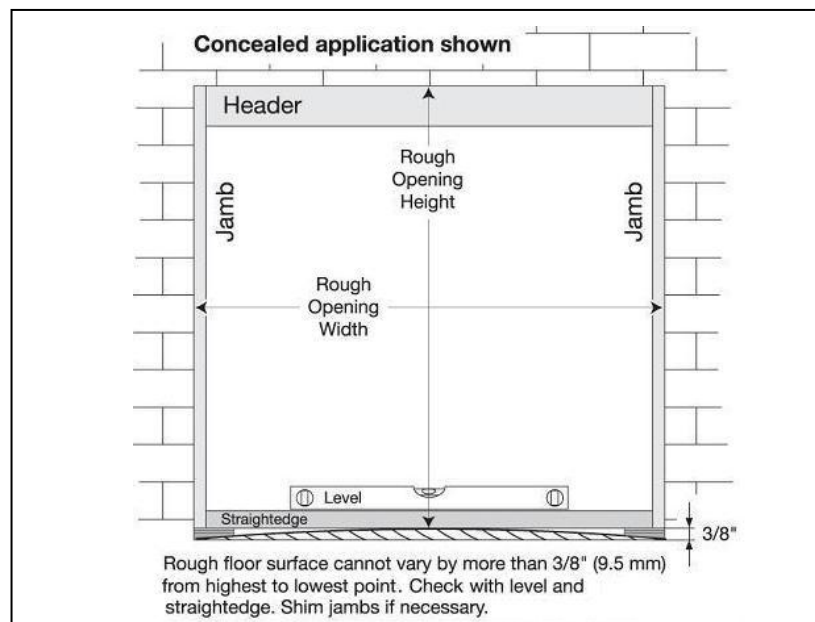 Concealed application shown
Header
Rough
Opening
Height
Jamb
Jamb
Rough
Opening
Width
Level
Straightedge
3/8"
Rough floor surface cannot vary by more than 3/8" (9.5 mm)
from highest to lowest point. Check with level and
straightedge. Shim jambs if necessary.